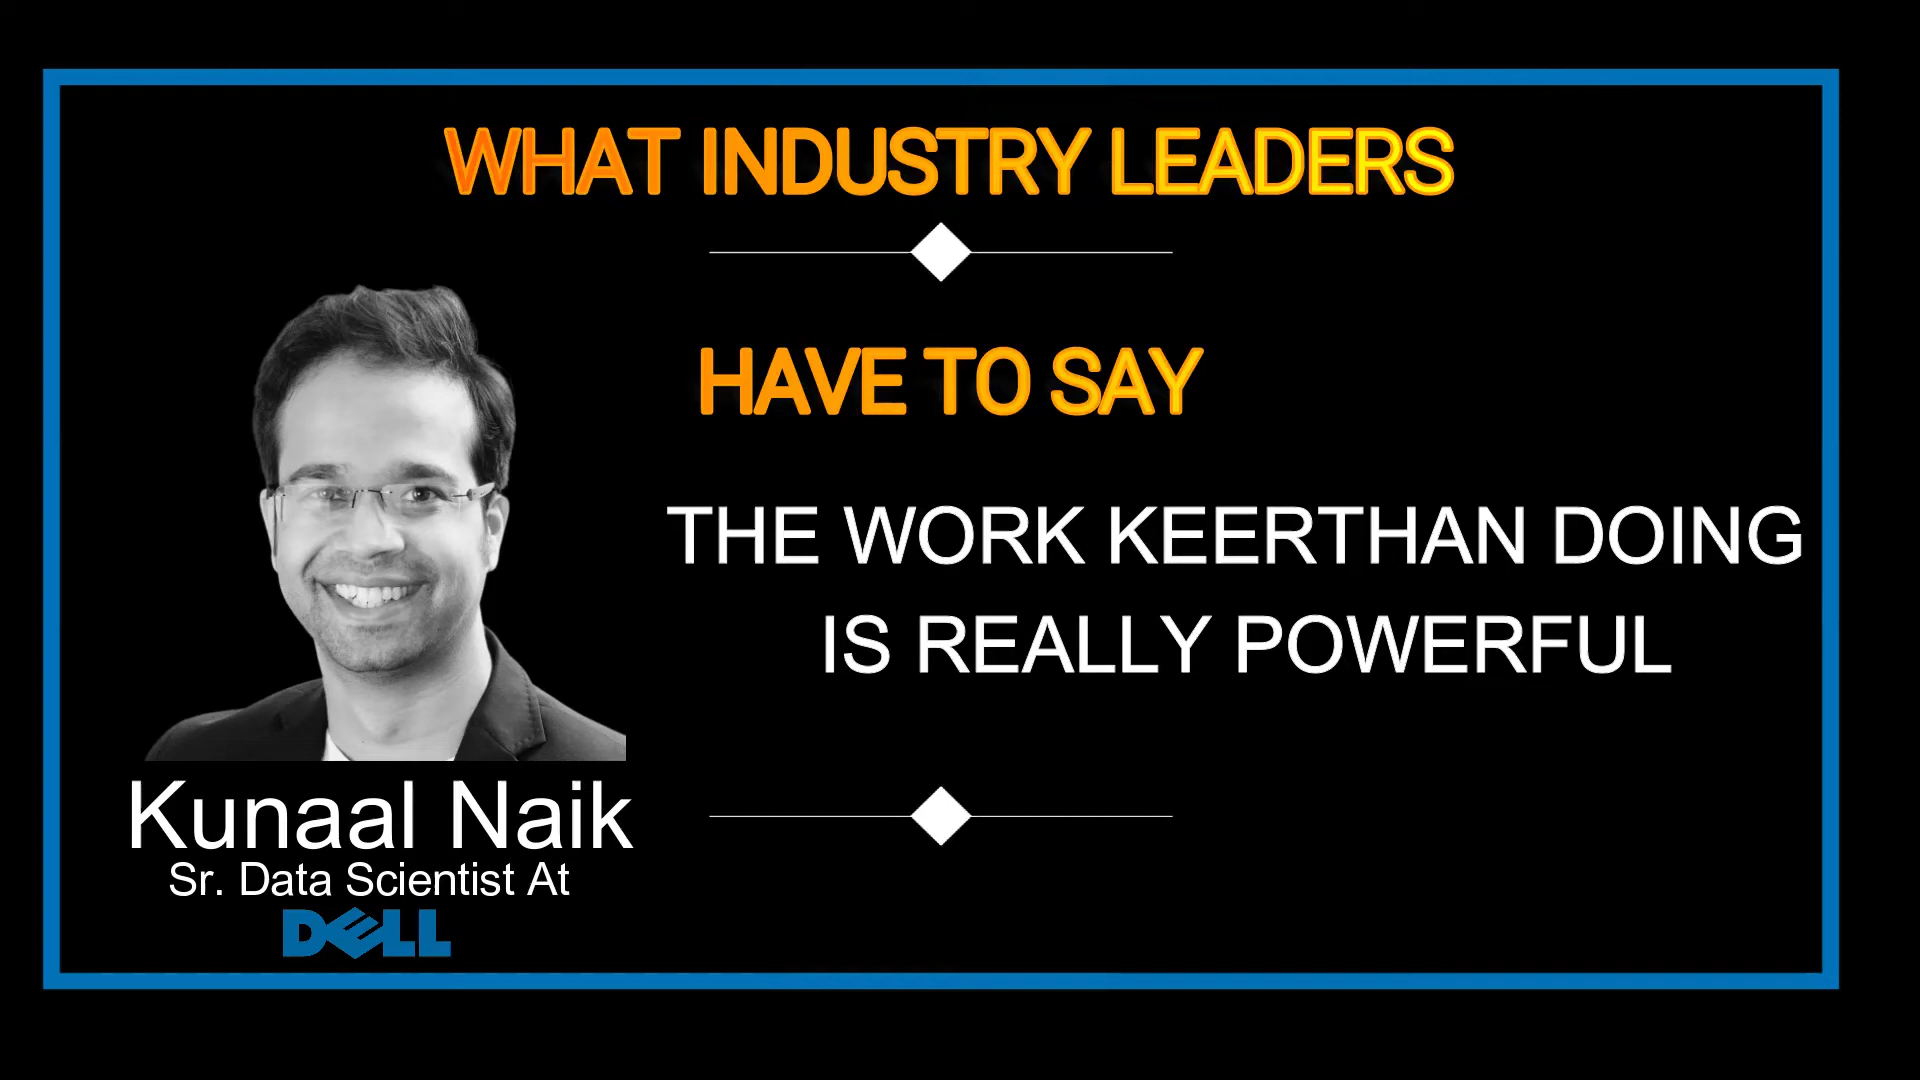 WHAT INDUSTRY LEADERS
HAVE TO SAY
THE WORK KEERTHAN DOING
IS REALLY POWERFUL
Kunaal Naik
Sr. Data Scientist At
DELL